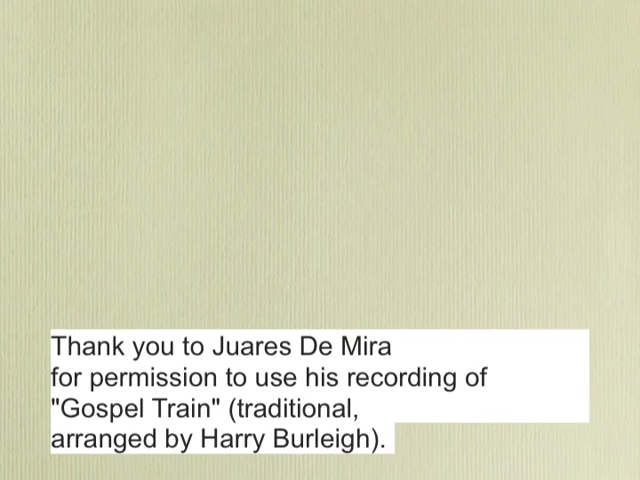 Thank you to Juares De Mira
for permission to use his recording of
"Gospel Train" (traditional,
arranged by Harry Burleigh).